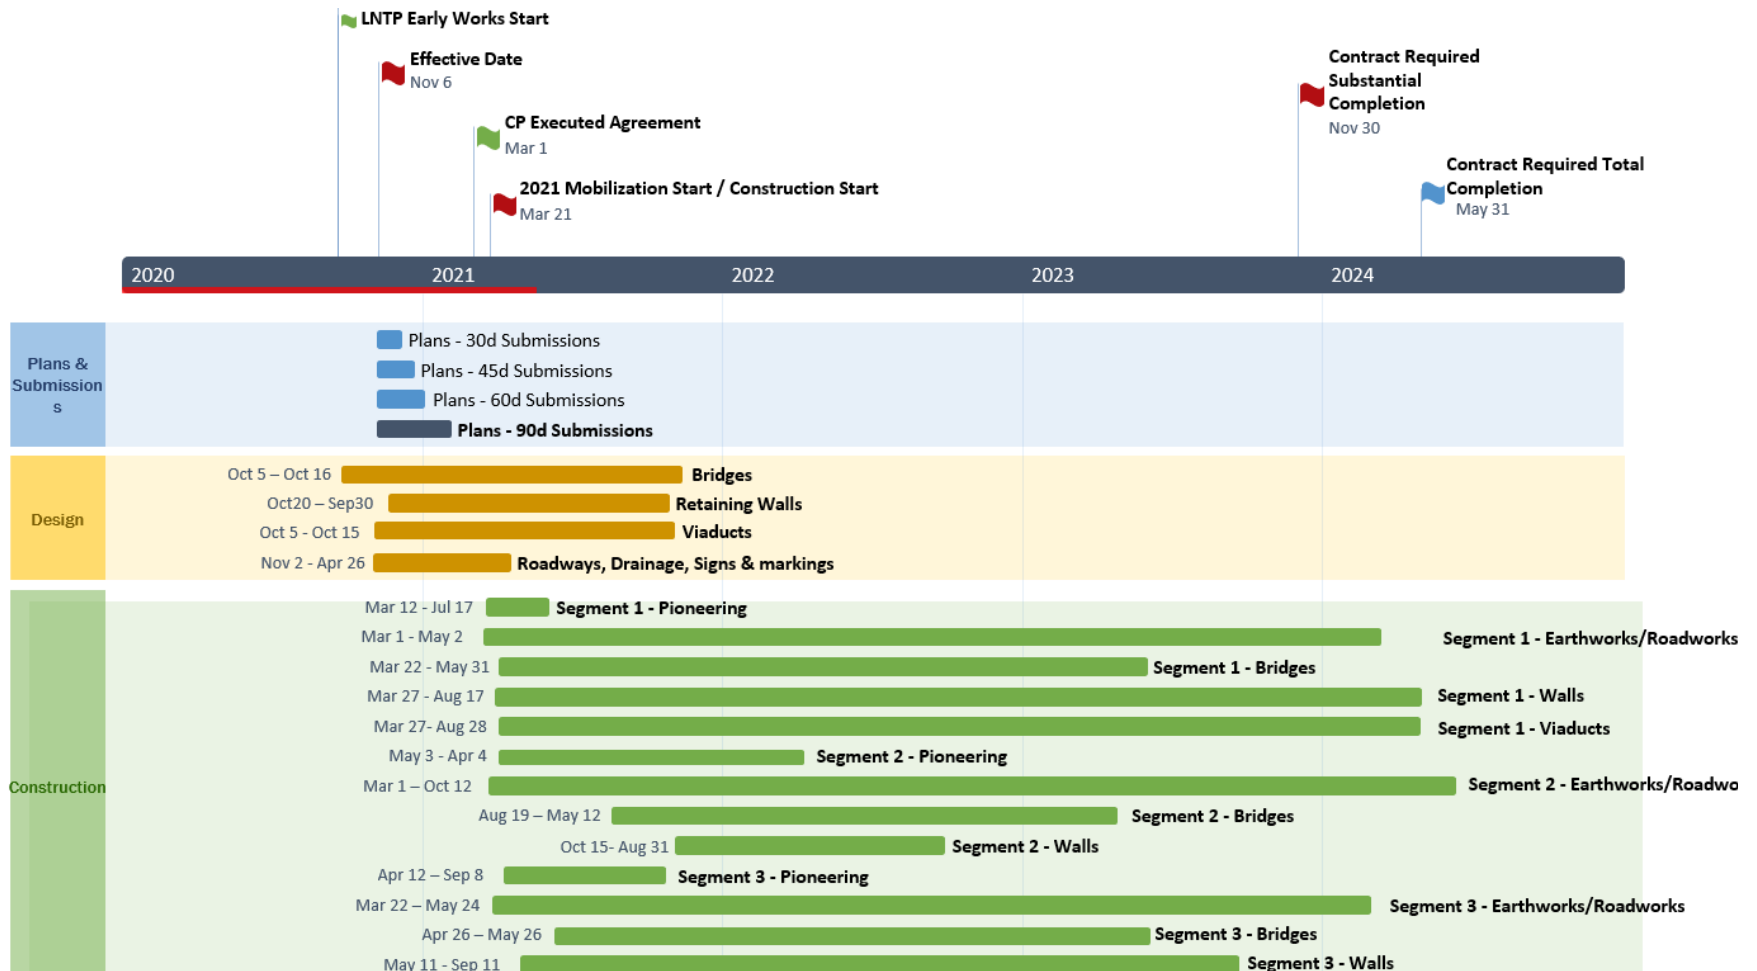 LNTP Early Works Start
Effective Date
Nov 6
CP Executed Agreement
Mar 1
2021 Mobilization Start / Construction Start
Mar 21
Contract Required
Substantial
Completion
Nov 30
Contract Required Total
Completion
May 31
2020 2021 2022 2023 2024
Plans &
Submission
s
Plans - 30d Submissions
Plans - 45d Submissions
Plans - 60d Submissions
Plans - 90d Submissions
Design
Oct 5 – Oct 16 Bridges
Oct20 – Sep30 Retaining Walls
Oct 5 - Oct 15 Viaducts
Nov 2 - Apr 26 Roadways, Drainage, Signs & markings
Construction
Mar 12 - Jul 17 Segment 1 - Pioneering
Mar 1 - May 2 Segment 1 - Earthworks/Roadworks
Mar 22 - May 31 Segment 1 - Bridges
Mar 27 - Aug 17 Segment 1 - Walls
Mar 27- Aug 28 Segment 1 - Viaducts
May 3 - Apr 4 Segment 2 - Pioneering
Mar 1 – Oct 12 Segment 2 - Earthworks/Roadwo
Aug 19 – May 12 Segment 2 - Bridges
Oct 15- Aug 31 Segment 2 - Walls
Apr 12 – Sep 8 Segment 3 - Pioneering
Mar 22 – May 24 Segment 3 - Earthworks/Roadworks
Apr 26 – May 26 Segment 3 - Bridges
May 11 - Sep 11 Segment 3 - Walls